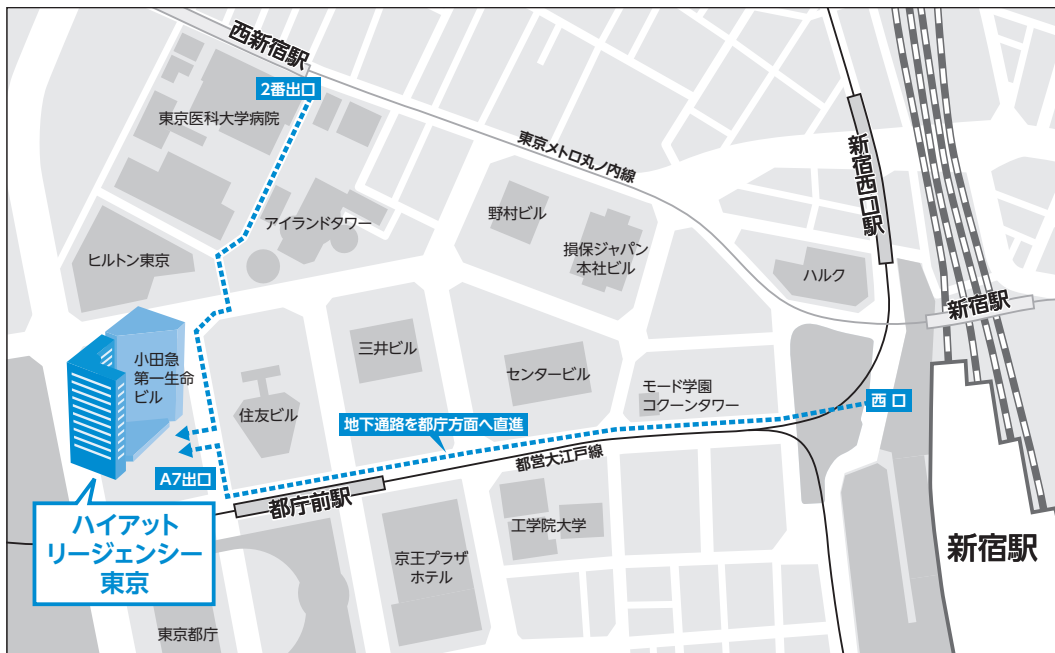 西新宿駅
2番出口
東京医科大学病院
東京メトロ丸ノ内線
新宿西口駅
アイランドタワー
野村ビル
損保ジャパン
本社ビル
ヒルトン東京
ハルク
新宿駅
小田急
第一生命
ビル
三井ビル
センタービル
モード学園
コクーンタワー
西口
住友ビル
地下通路を都庁方面へ直進
都営大江戸線
A7出口
都庁前駅
ハイアット
リージェンシー
東京
工学院大学
京王プラザ
ホテル
新宿駅
東京都庁